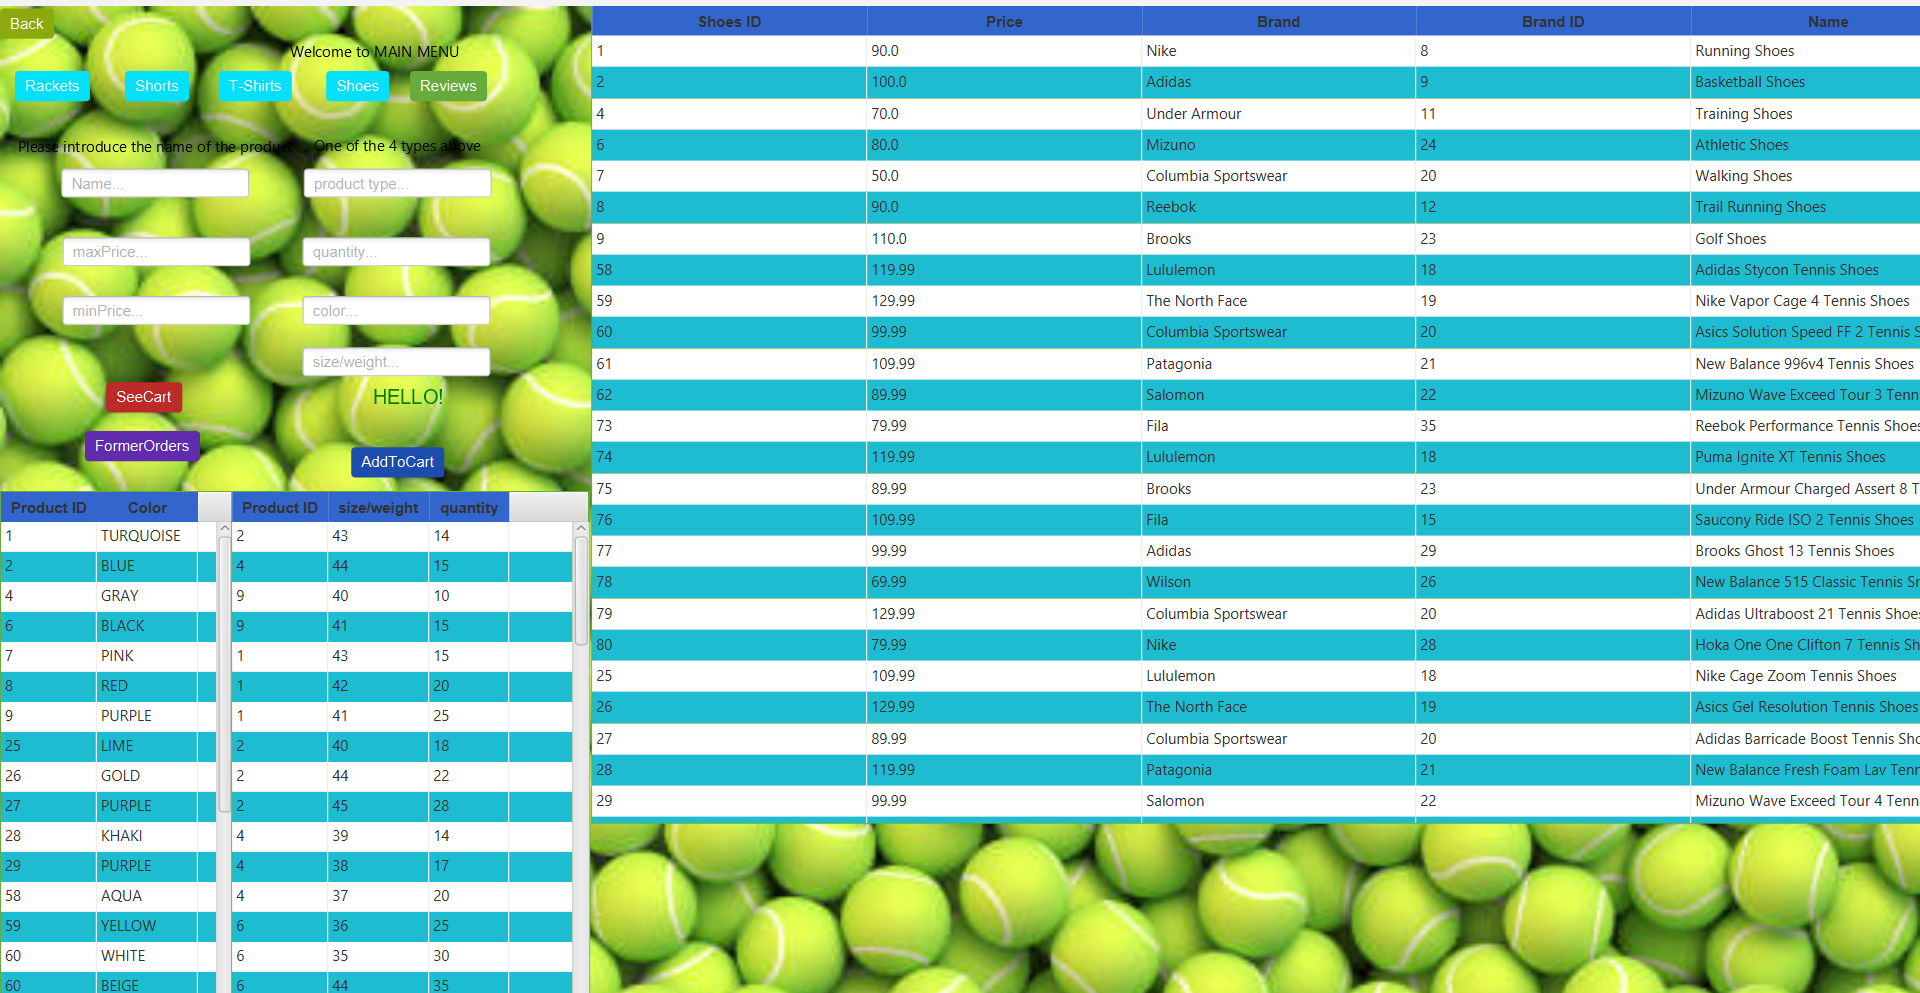 Back
Welcome to MAIN MENU
Rackets Shorts T-Shirts Shoes Reviews
Please introduce the name of the product One of the 4 types above
Name... product type...
maxPrice... quantity...
minPrice... color...
size/weight...
SeeCart HELLO!
FormerOrders
AddToCart
Product ID Color
1 TURQUOISE
2 BLUE
4 GRAY
6 BLACK
7 PINK
8 RED
9 PURPLE
25 LIME
26 GOLD
27 PURPLE
28 KHAKI
29 PURPLE
58 AQUA
59 YELLOW
60 WHITE
60 BEIGE
Product ID size/weight quantity
2 43 14
4 44 15
9 40 10
9 41 15
1 43 15
1 42 20
1 41 25
2 40 18
2 44 22
2 45 28
4 39 14
4 38 17
4 37 20
6 36 25
6 35 30
6 44 35
Shoes ID Price Brand Brand ID Name
1 90.0 Nike 8 Running Shoes
2 100.0 Adidas 9 Basketball Shoes
4 70.0 Under Armour 11 Training Shoes
6 80.0 Mizuno 24 Athletic Shoes
7 50.0 Columbia Sportswear 20 Walking Shoes
8 90.0 Reebok 12 Trail Running Shoes
9 110.0 Brooks 23 Golf Shoes
58 119.99 Lululemon 18 Adidas Stycon Tennis Shoes
59 129.99 The North Face 19 Nike Vapor Cage 4 Tennis Shoes
60 99.99 Columbia Sportswear 20 Asics Solution Speed FF 2 Tennis S
61 109.99 Patagonia 21 New Balance 996v4 Tennis Shoes
62 89.99 Salomon 22 Mizuno Wave Exceed Tour 3 Tenn
73 79.99 Fila 35 Reebok Performance Tennis Shoes
74 119.99 Lululemon 18 Puma Ignite XT Tennis Shoes
75 89.99 Brooks 23 Under Armour Charged Assert 8 T
76 109.99 Fila 15 Saucony Ride ISO 2 Tennis Shoes
77 99.99 Adidas 29 Brooks Ghost 13 Tennis Shoes
78 69.99 Wilson 26 New Balance 515 Classic Tennis Sn
79 129.99 Columbia Sportswear 20 Adidas Ultraboost 21 Tennis Shoes
80 79.99 Nike 28 Hoka One One Clifton 7 Tennis Sh
25 109.99 Lululemon 18 Nike Cage Zoom Tennis Shoes
26 129.99 The North Face 19 Asics Gel Resolution Tennis Shoes
27 89.99 Columbia Sportswear 20 Adidas Barricade Boost Tennis Sho
28 119.99 Patagonia 21 New Balance Fresh Foam Lav Tenn
29 99.99 Salomon 22 Mizuno Wave Exceed Tour 4 Tenn